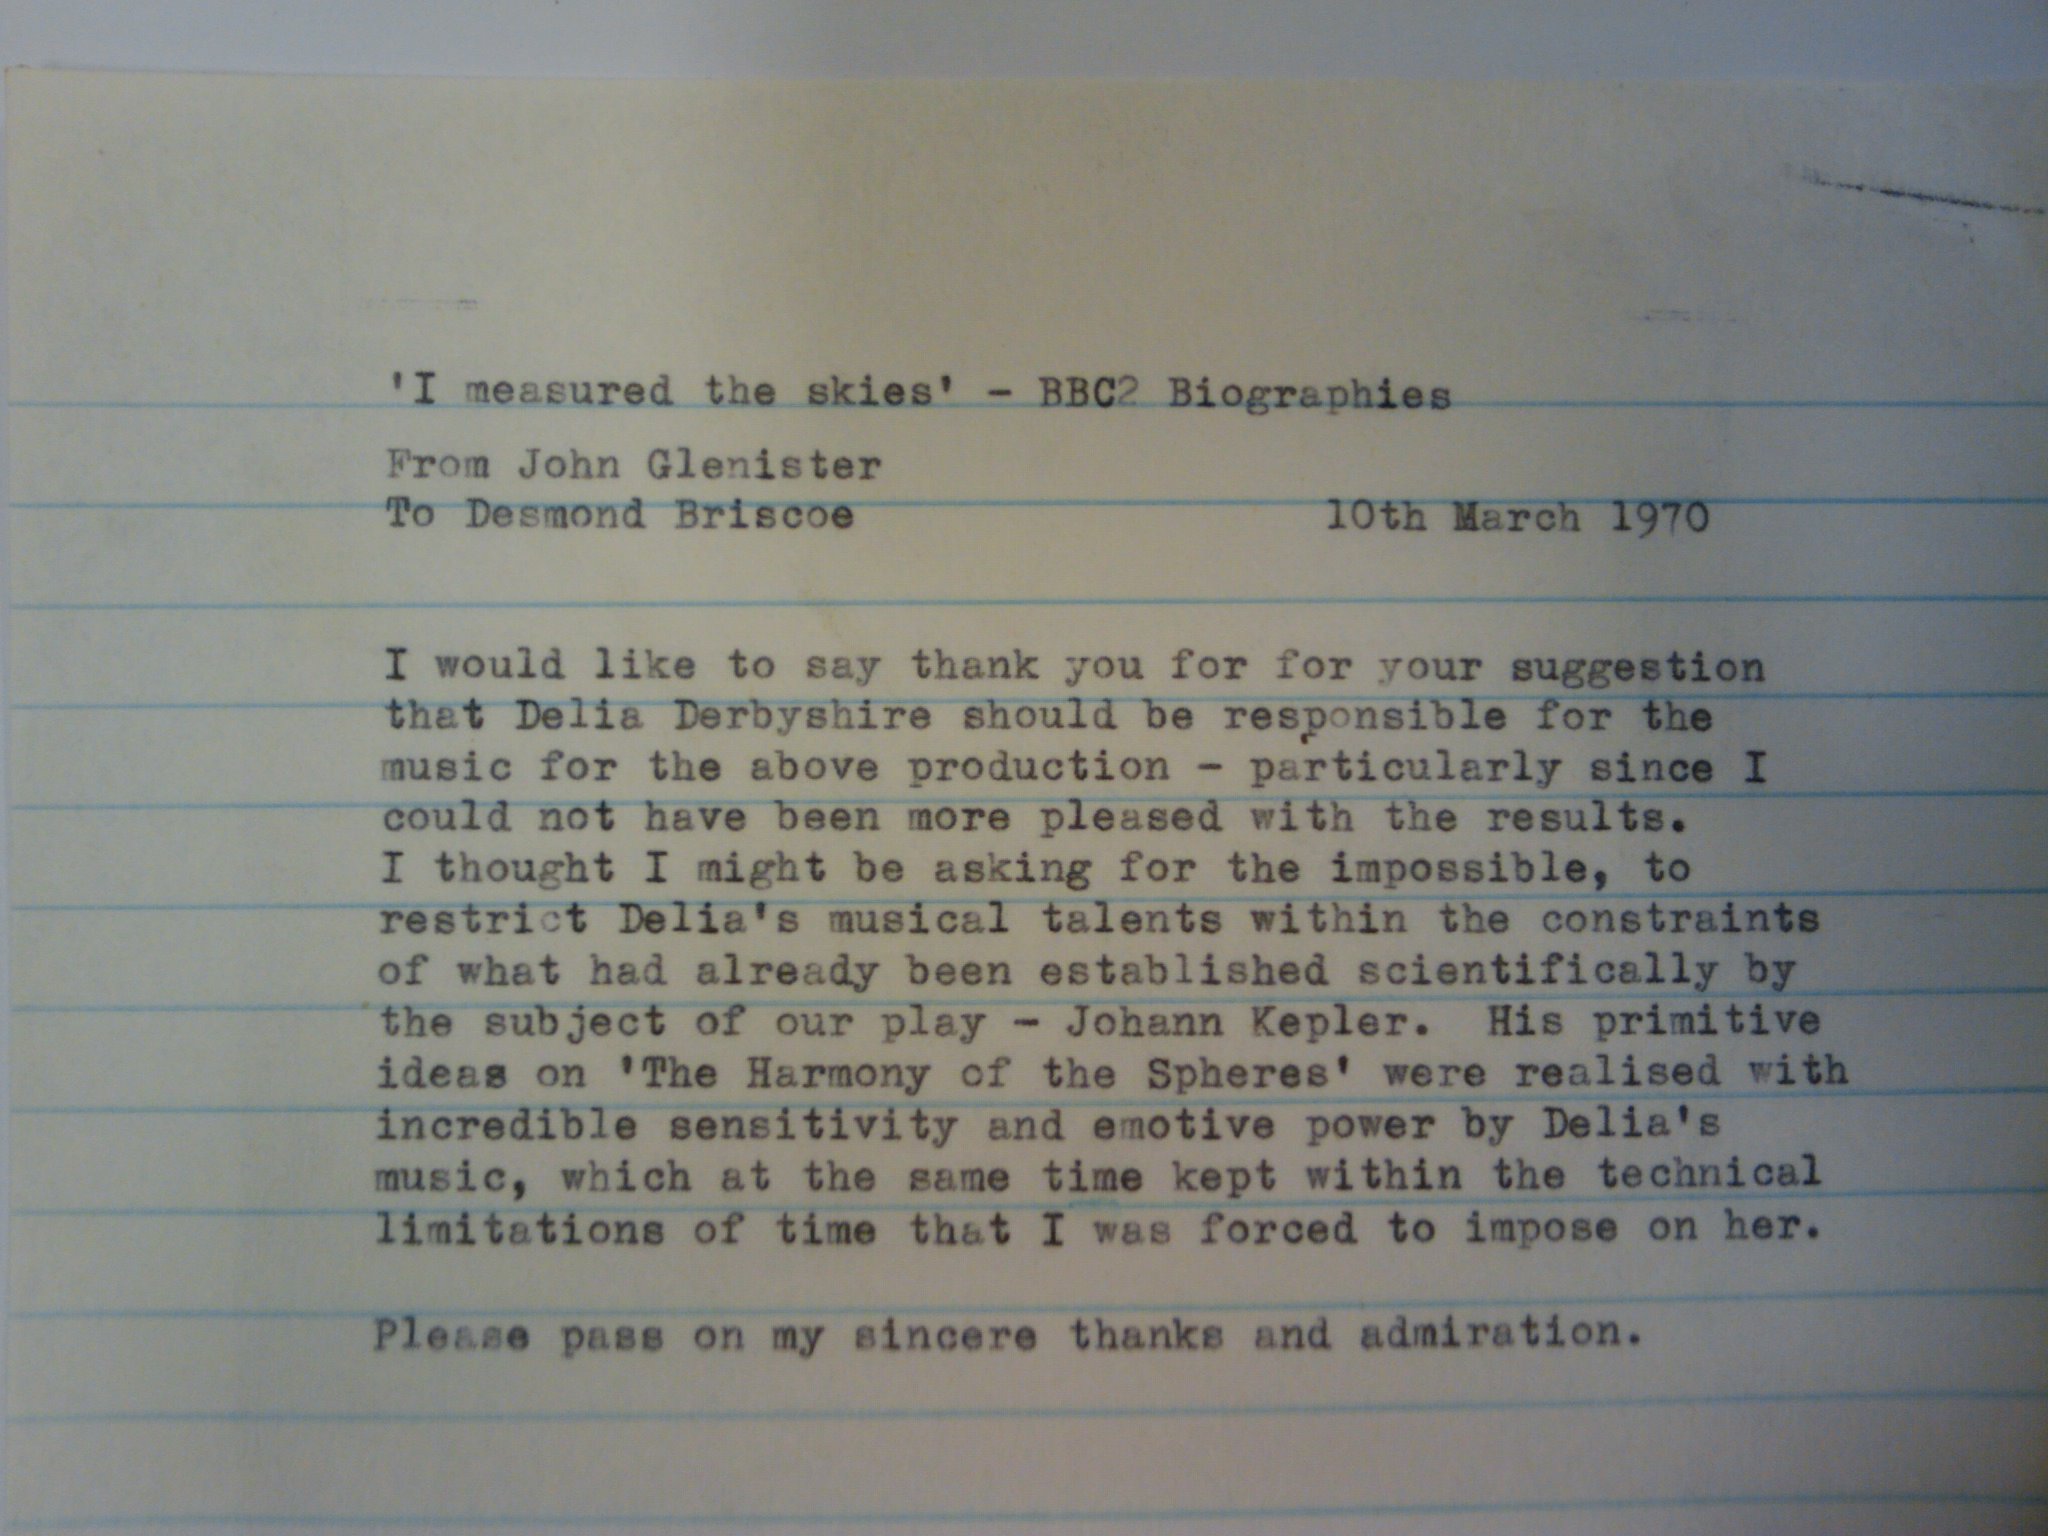 'I measured the skies' - BBC2 Biographies
From John Glenister
To Desmond Briscoe 10th March 1970
I would like to say thank you for for your suggestion
that Delia Derbyshire should be responsible for the
music for the above production - particularly since I
could not have been more pleased with the results.
I thought I might be asking for the impossible, to
restrict Delia's musical talents within the constraints
of what had already been established scientifically by
the subject of our play - Johann Kepler. His primitive
ideas on 'The Harmony of the Spheres' were realised with
incredible sensitivity and emotive power by Delia's
music, which at the same time kept within the technical
limitations of time that I was forced to impose on her.
Please pass on my sincere thanks and admiration.